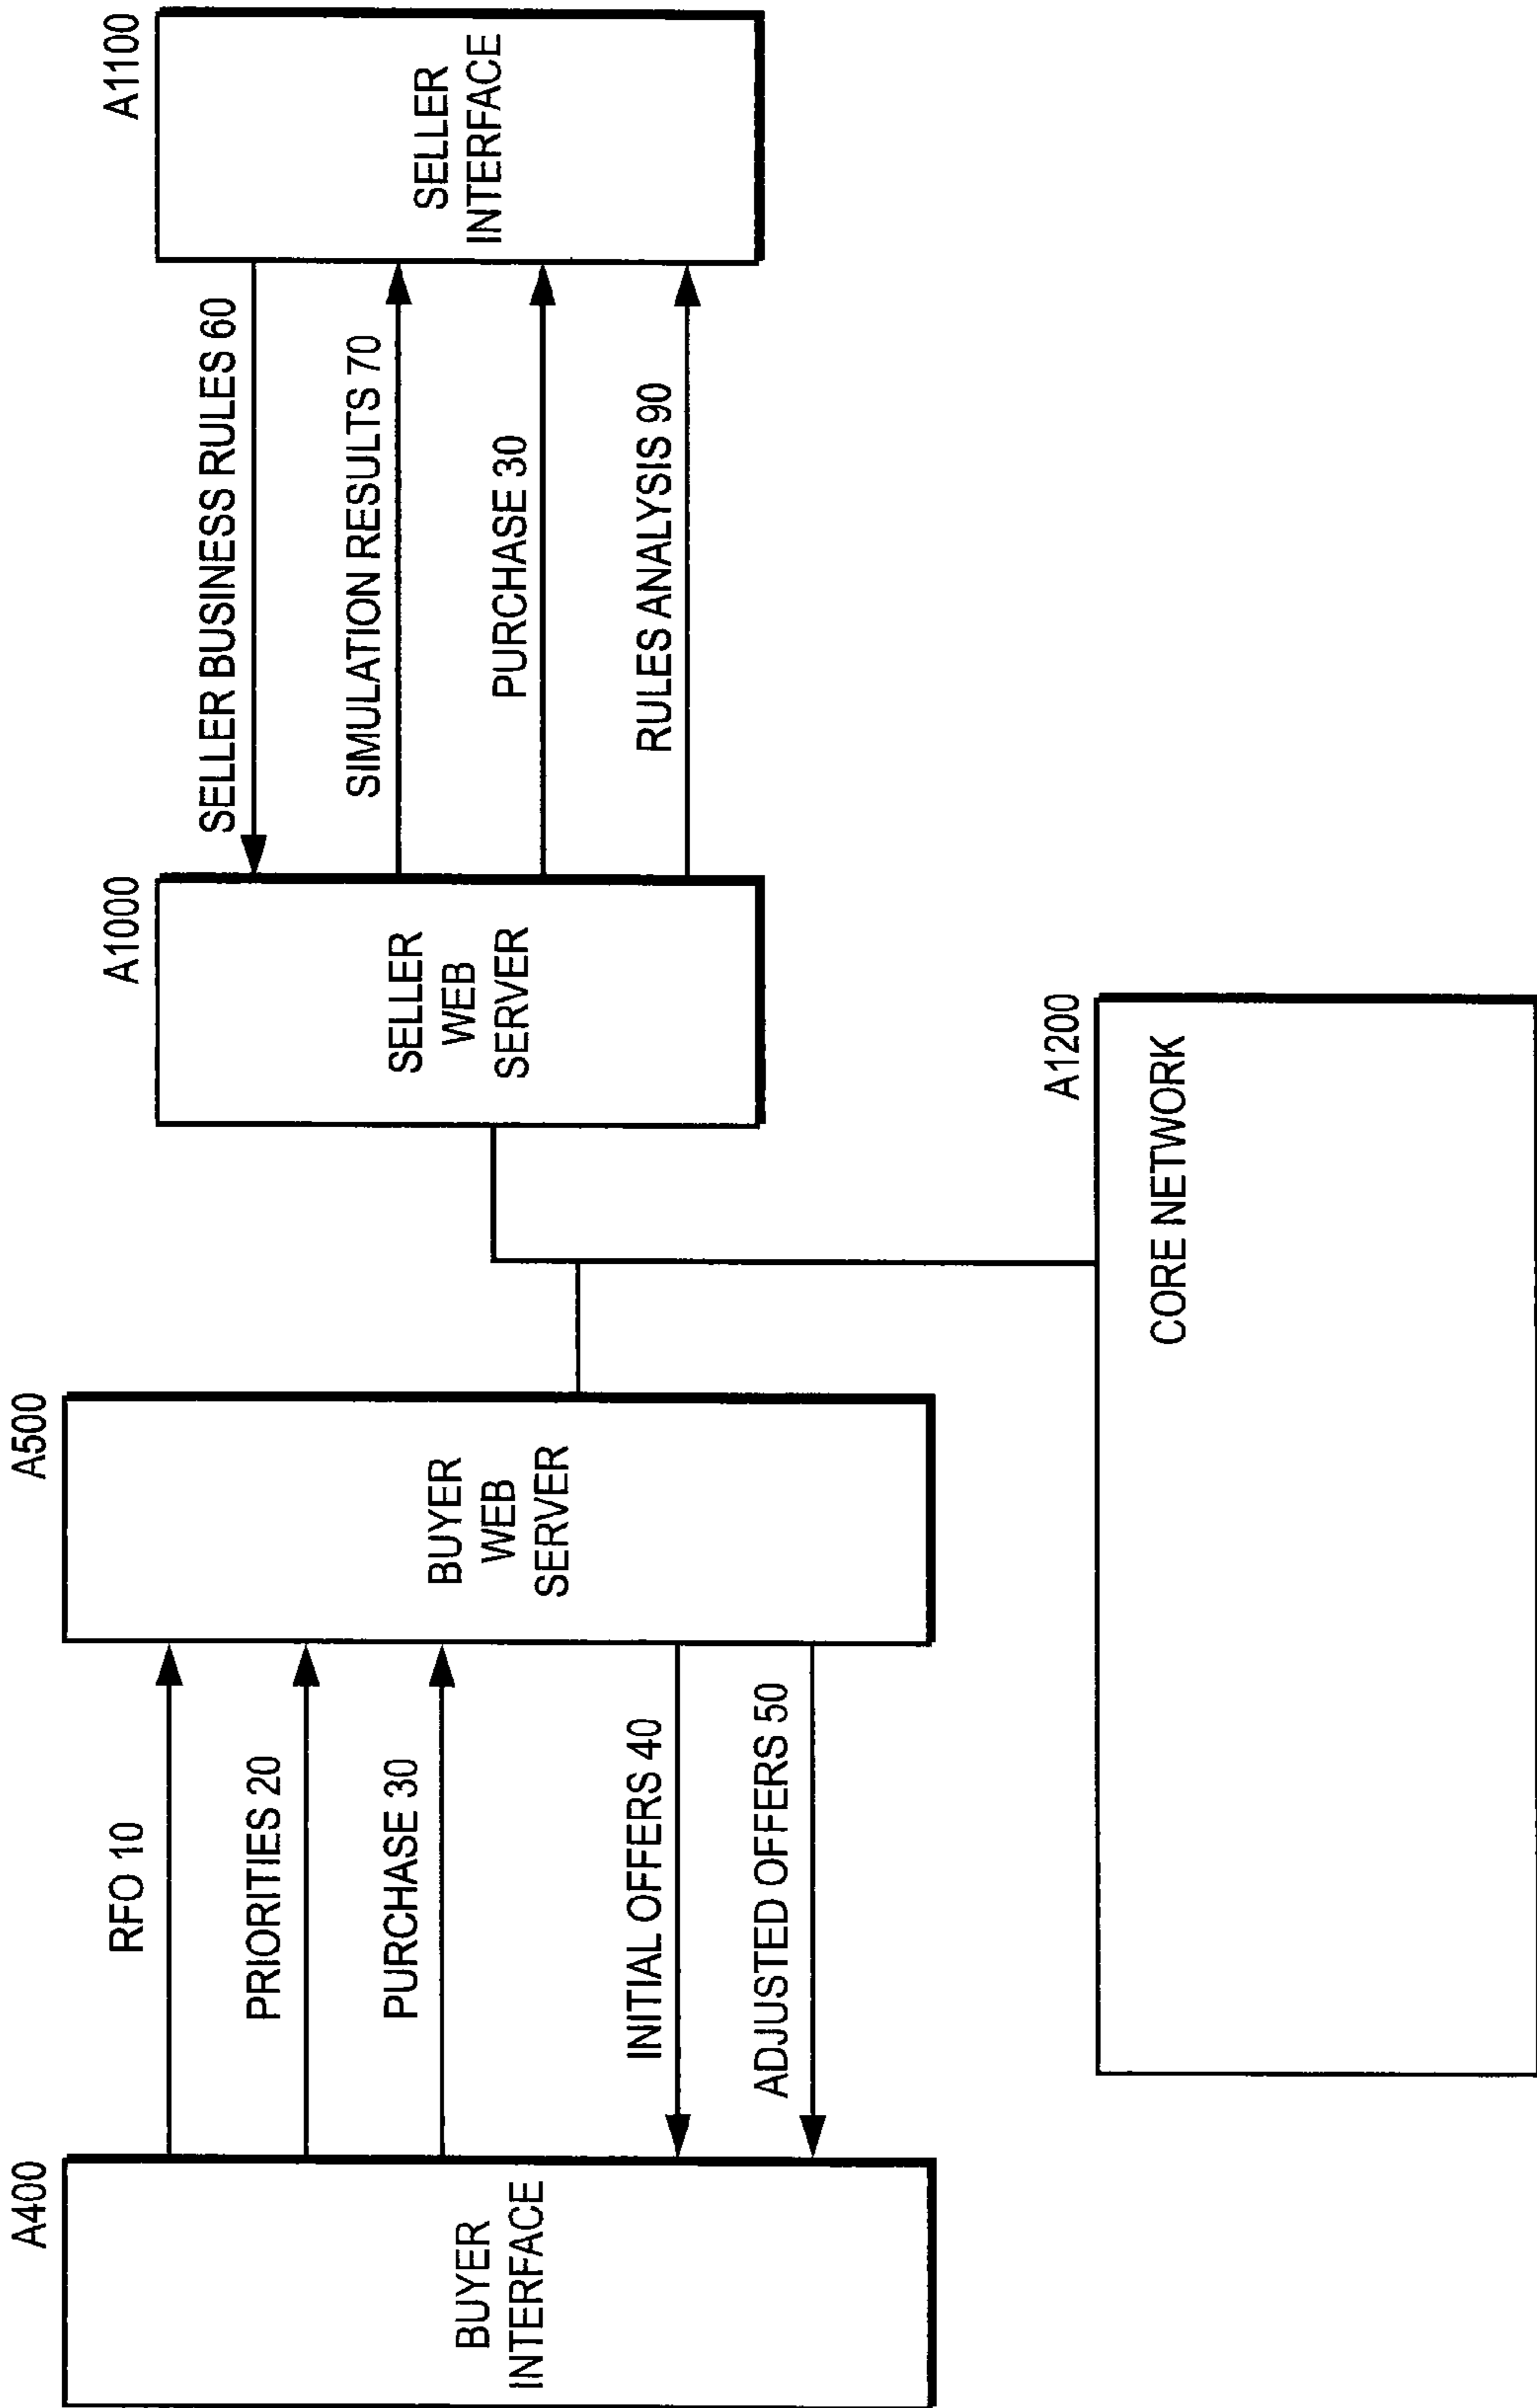 A400
BUYER
INTERFACE
RFO 10
PRIORITIES 20
PURCHASE 30
INITIAL OFFERS 40
ADJUSTED OFFERS 50
A500
BUYER
WEB
SERVER
A1000
SELLER
WEB
SERVER
SELLER BUSINESS RULES 60
SIMULATION RESULTS 70
PURCHASE 30
RULES ANALYSIS 90
A1100
SELLER
INTERFACE
A1200
CORE NETWORK